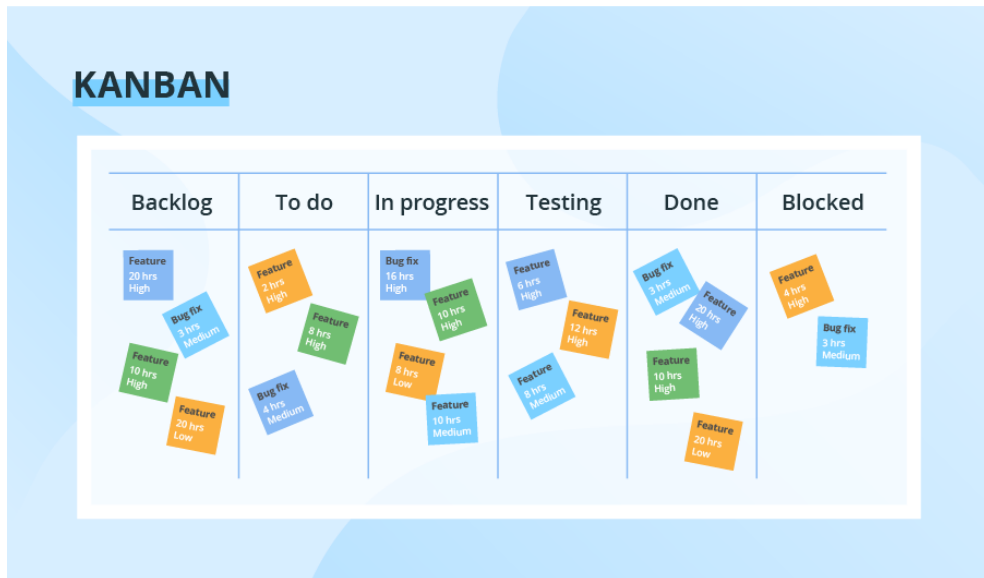 KANBAN
Backlog
To do
In progress
Testing
Done
Blocked
Feature
20 hrs
High
Bug fix
3 hrs
Medium
Feature
10 hrs
High
Feature
20 hrs
Low
Feature
2 hrs
High
Feature
8 hrs
High
Bug fix
4 hrs
Medium
Bug fix
16 hrs
High
Feature
10 hrs
High
Feature
8 hrs
Low
Feature
10 hrs
Medium
Feature
6 hrs
High
Feature
12 hrs
High
Feature
8 hrs
Medium
Bug fix
3 hrs
Medium
Feature
20 hrs
High
Feature
10 hrs
High
Feature
20 hrs
Low
Feature
4 hrs
High
Bug fix
3 hrs
Medium